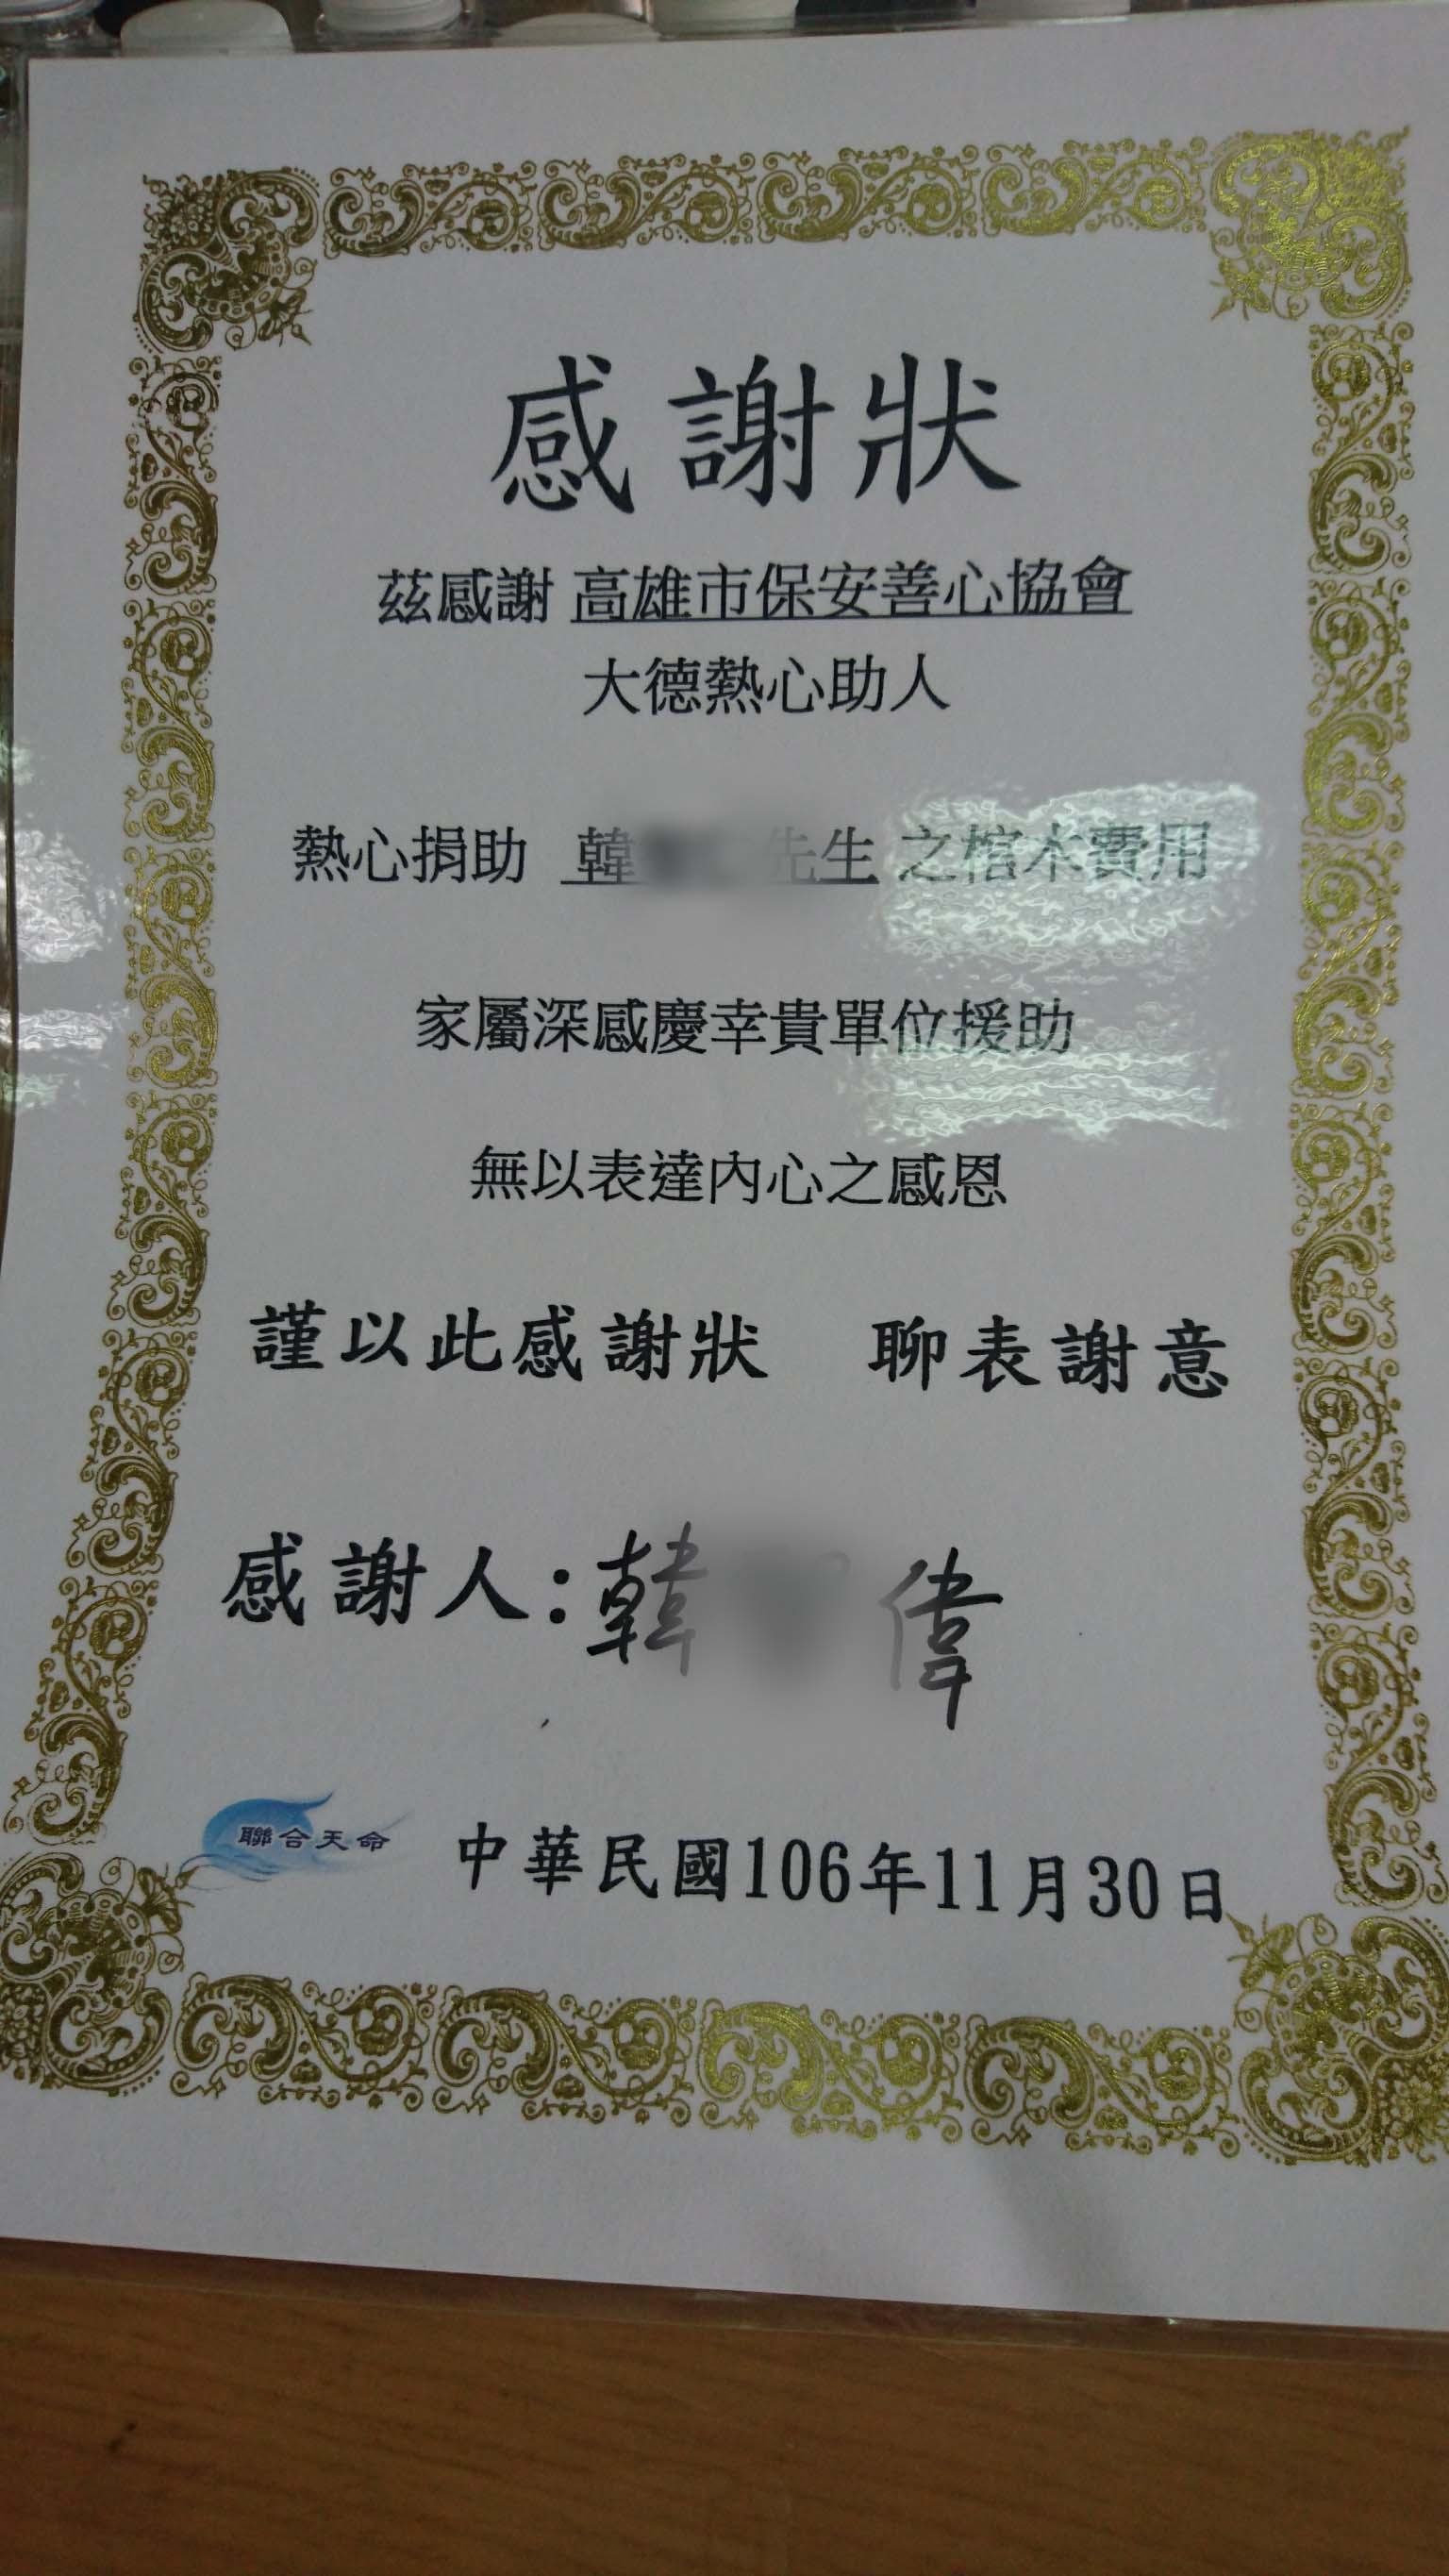 感謝狀
茲感謝 高雄市保安善心協會
大德熱心助人
熱心捐助 韓 先生 之棺木費用
家屬深感慶幸貴單位援助
無以表達內心之感恩
謹以此感謝狀 聊表謝意
感謝人：韓 偉
聯合天命
中華民國106年11月30日